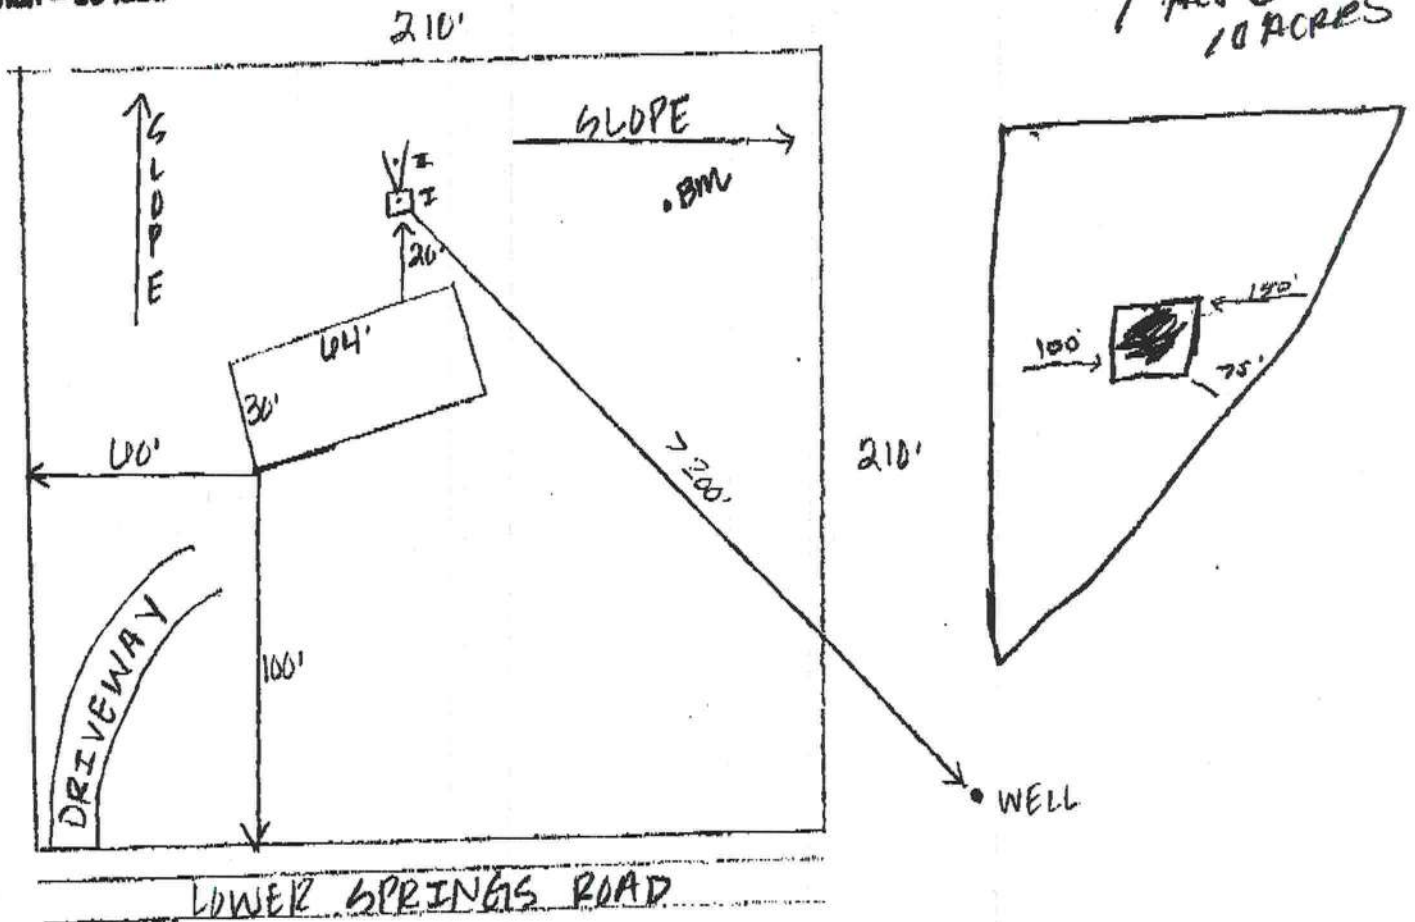 210'
10 ACRES
SLOPE
SLOPE
I
I
.BM
20'
64'
30'
60'
>200'
210'
150'
100'
75'
100'
DRIVEWAY
WELL
LOWER SPRINGS ROAD